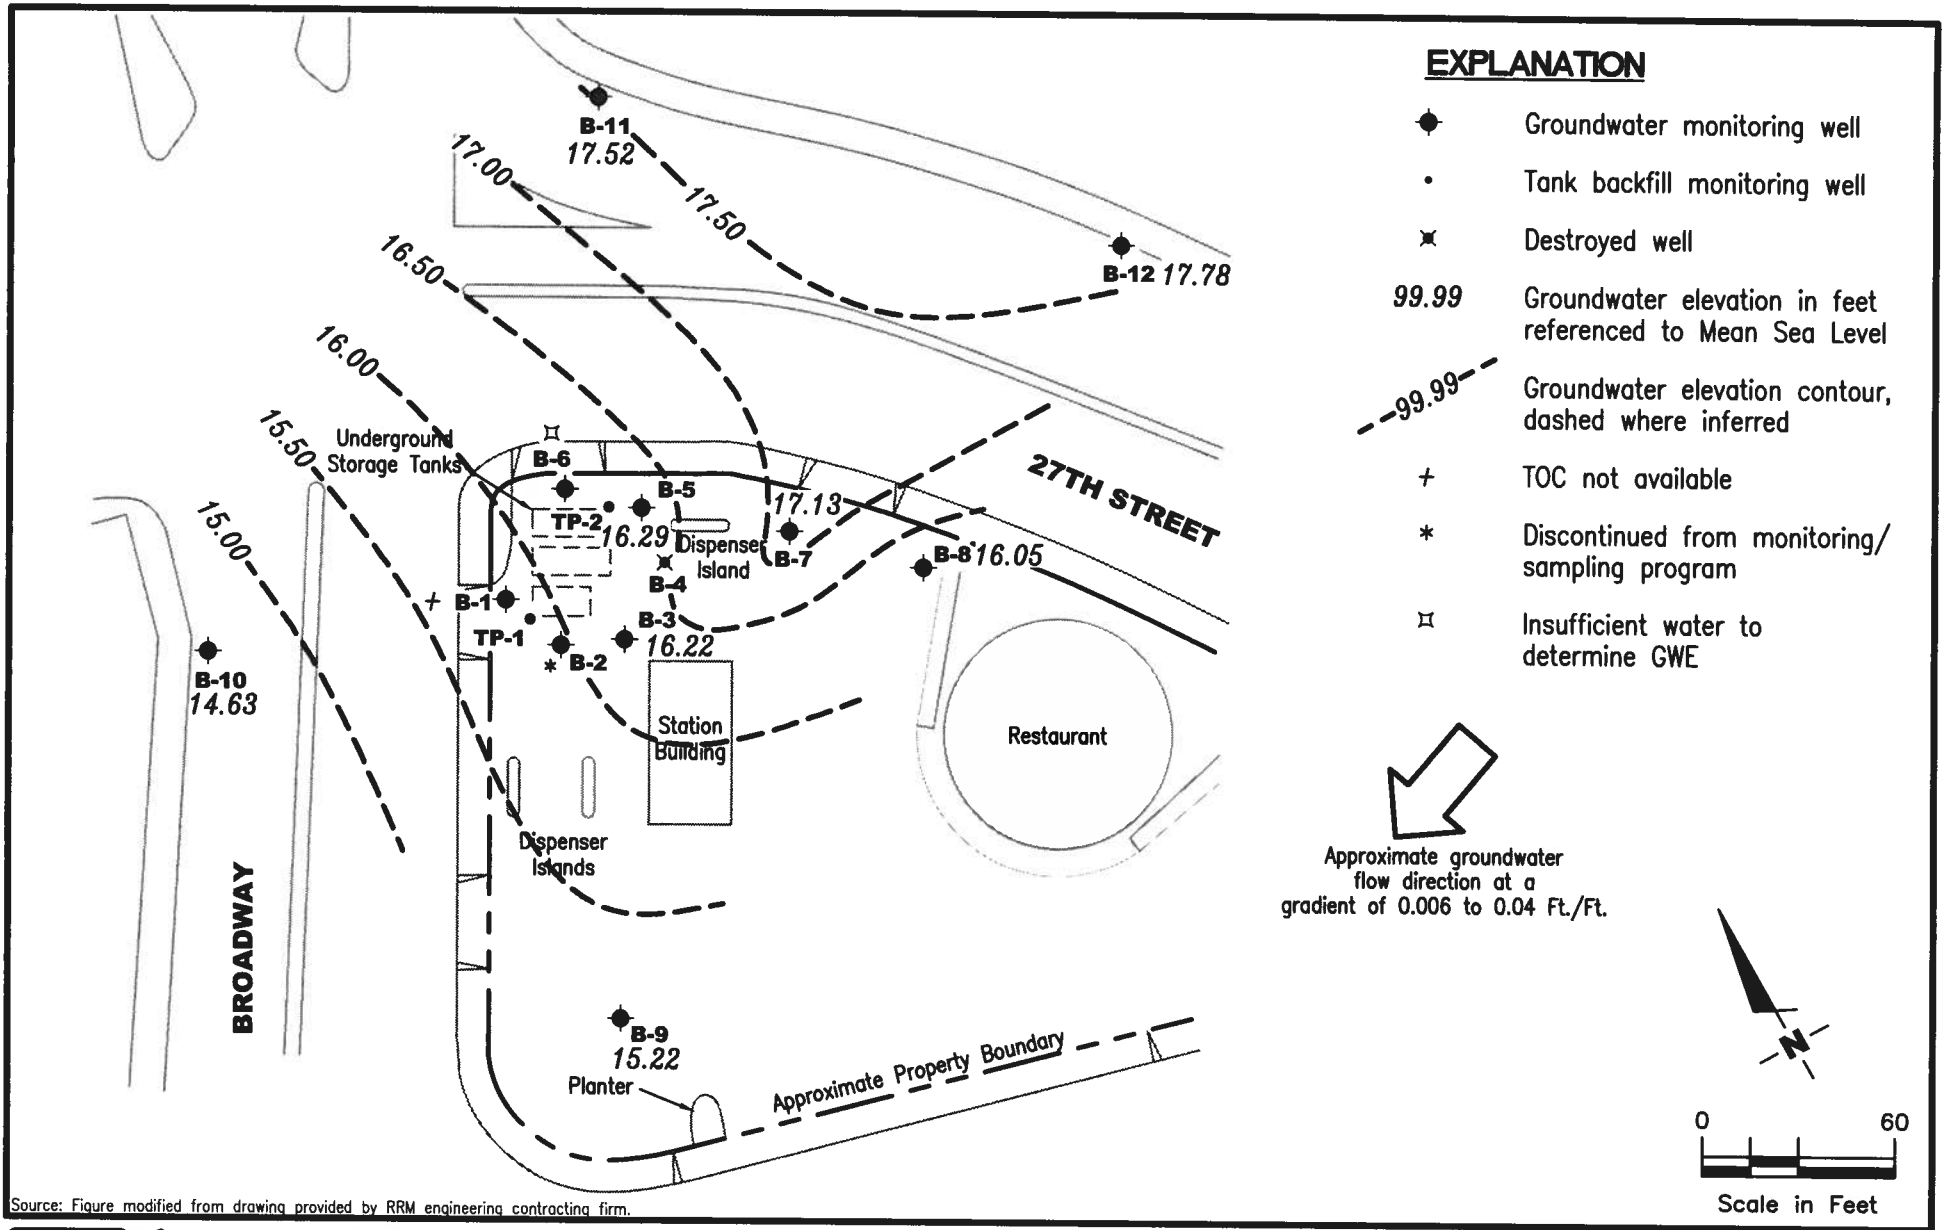 EXPLANATION
Groundwater monitoring well
Tank backfill monitoring well
Destroyed well
99.99
Groundwater elevation in feet
referenced to Mean Sea Level
99.99
Groundwater elevation contour,
dashed where inferred
+
TOC not available
*
Discontinued from monitoring/
sampling program
Insufficient water to
determine GWE
Approximate groundwater
flow direction at a
gradient of 0.006 to 0.04 Ft./Ft.
N
0 60
Scale in Feet
B-11
17.52
17.00
17.50
16.50
B-12 17.78
16.00
15.50
Underground
Storage Tanks
B-6
B-5
27TH STREET
15.00
TP-2
16.29
17.13
Dispenser
Island
B-7
B-8 16.05
B-4
+
B-1
B-3
16.22
TP-1
*
B-2
B-10
14.63
Station
Building
Restaurant
Dispenser
Islands
BROADWAY
B-9
15.22
Planter
Approximate Property Boundary
Source: Figure modified from drawing provided by RRM engineering contracting firm.